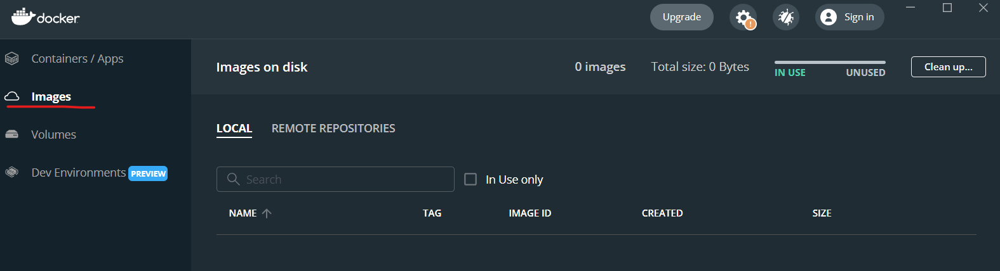 docker
Upgrade
!
Sign in
Containers / Apps
Images
Volumes
Dev Environments PREVIEW
Images on disk
0 images
Total size: 0 Bytes
IN USE
UNUSED
Clean up...
LOCAL
REMOTE REPOSITORIES
Search
In Use only
NAME
TAG
IMAGE ID
CREATED
SIZE